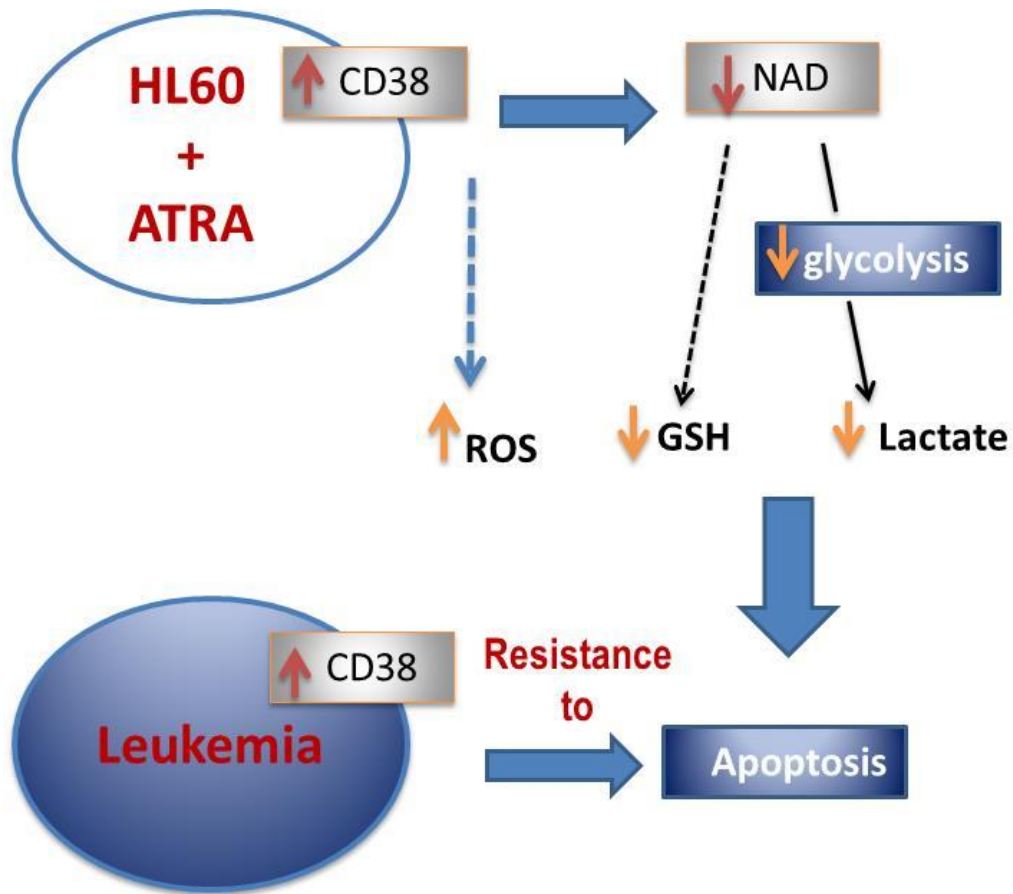 HL60
+
ATRA
CD38
NAD
glycolysis
ROS
GSH
Lactate
Leukemia
CD38
Resistance
to
Apoptosis